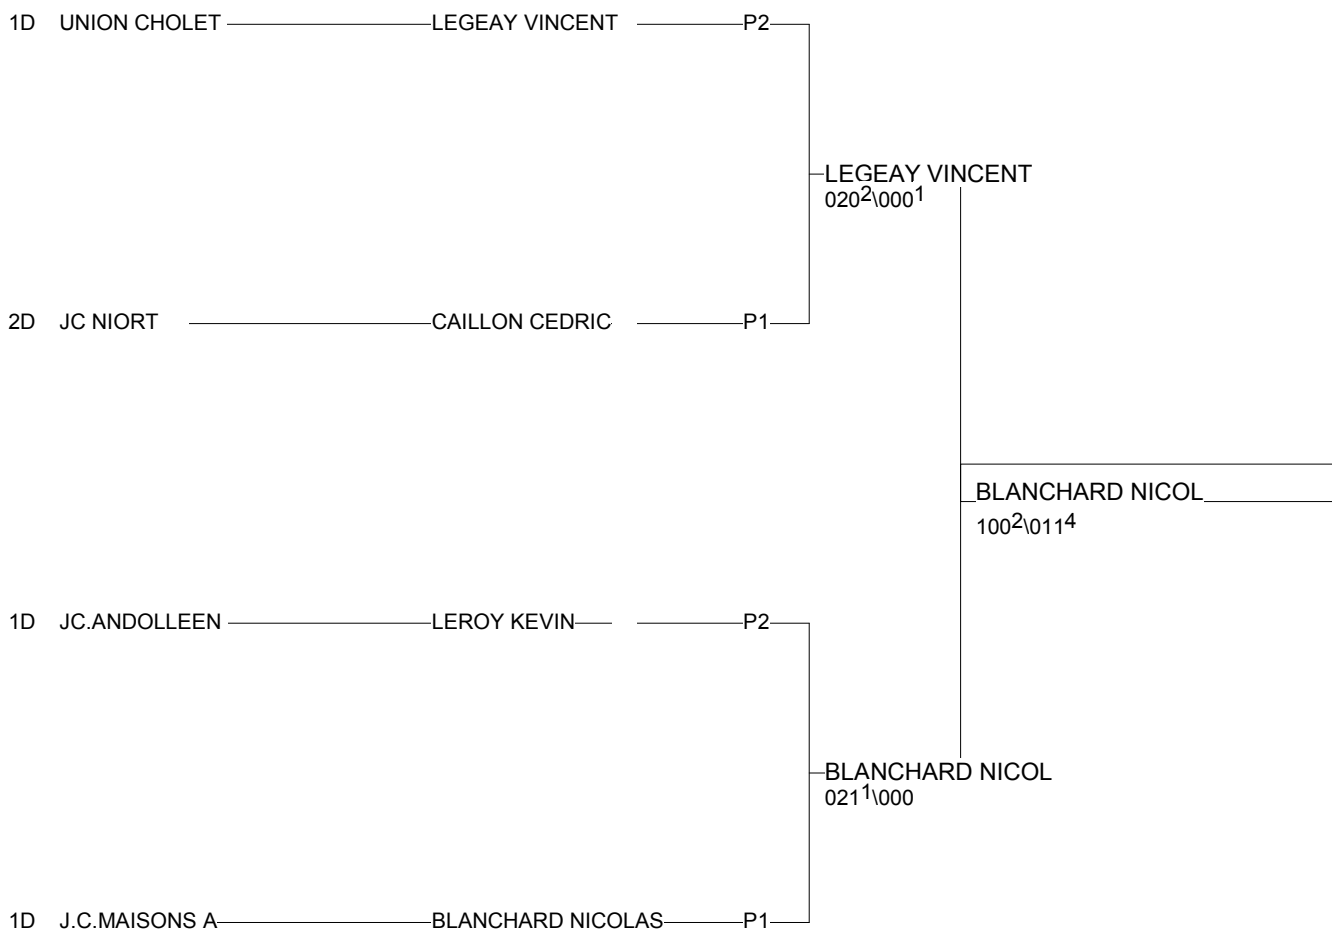 1D UNION CHOLET LEGEAY VINCENT P2
LEGEAY VINCENT
020²\000¹
2D JC NIORT CAILLON CEDRIC P1
BLANCHARD NICOL
100²\011⁴
1D JC.ANDOLLEEN LEROY KEVIN P2
BLANCHARD NICOL
021¹\000
1D J.C.MAISONS A BLANCHARD NICOLAS P1